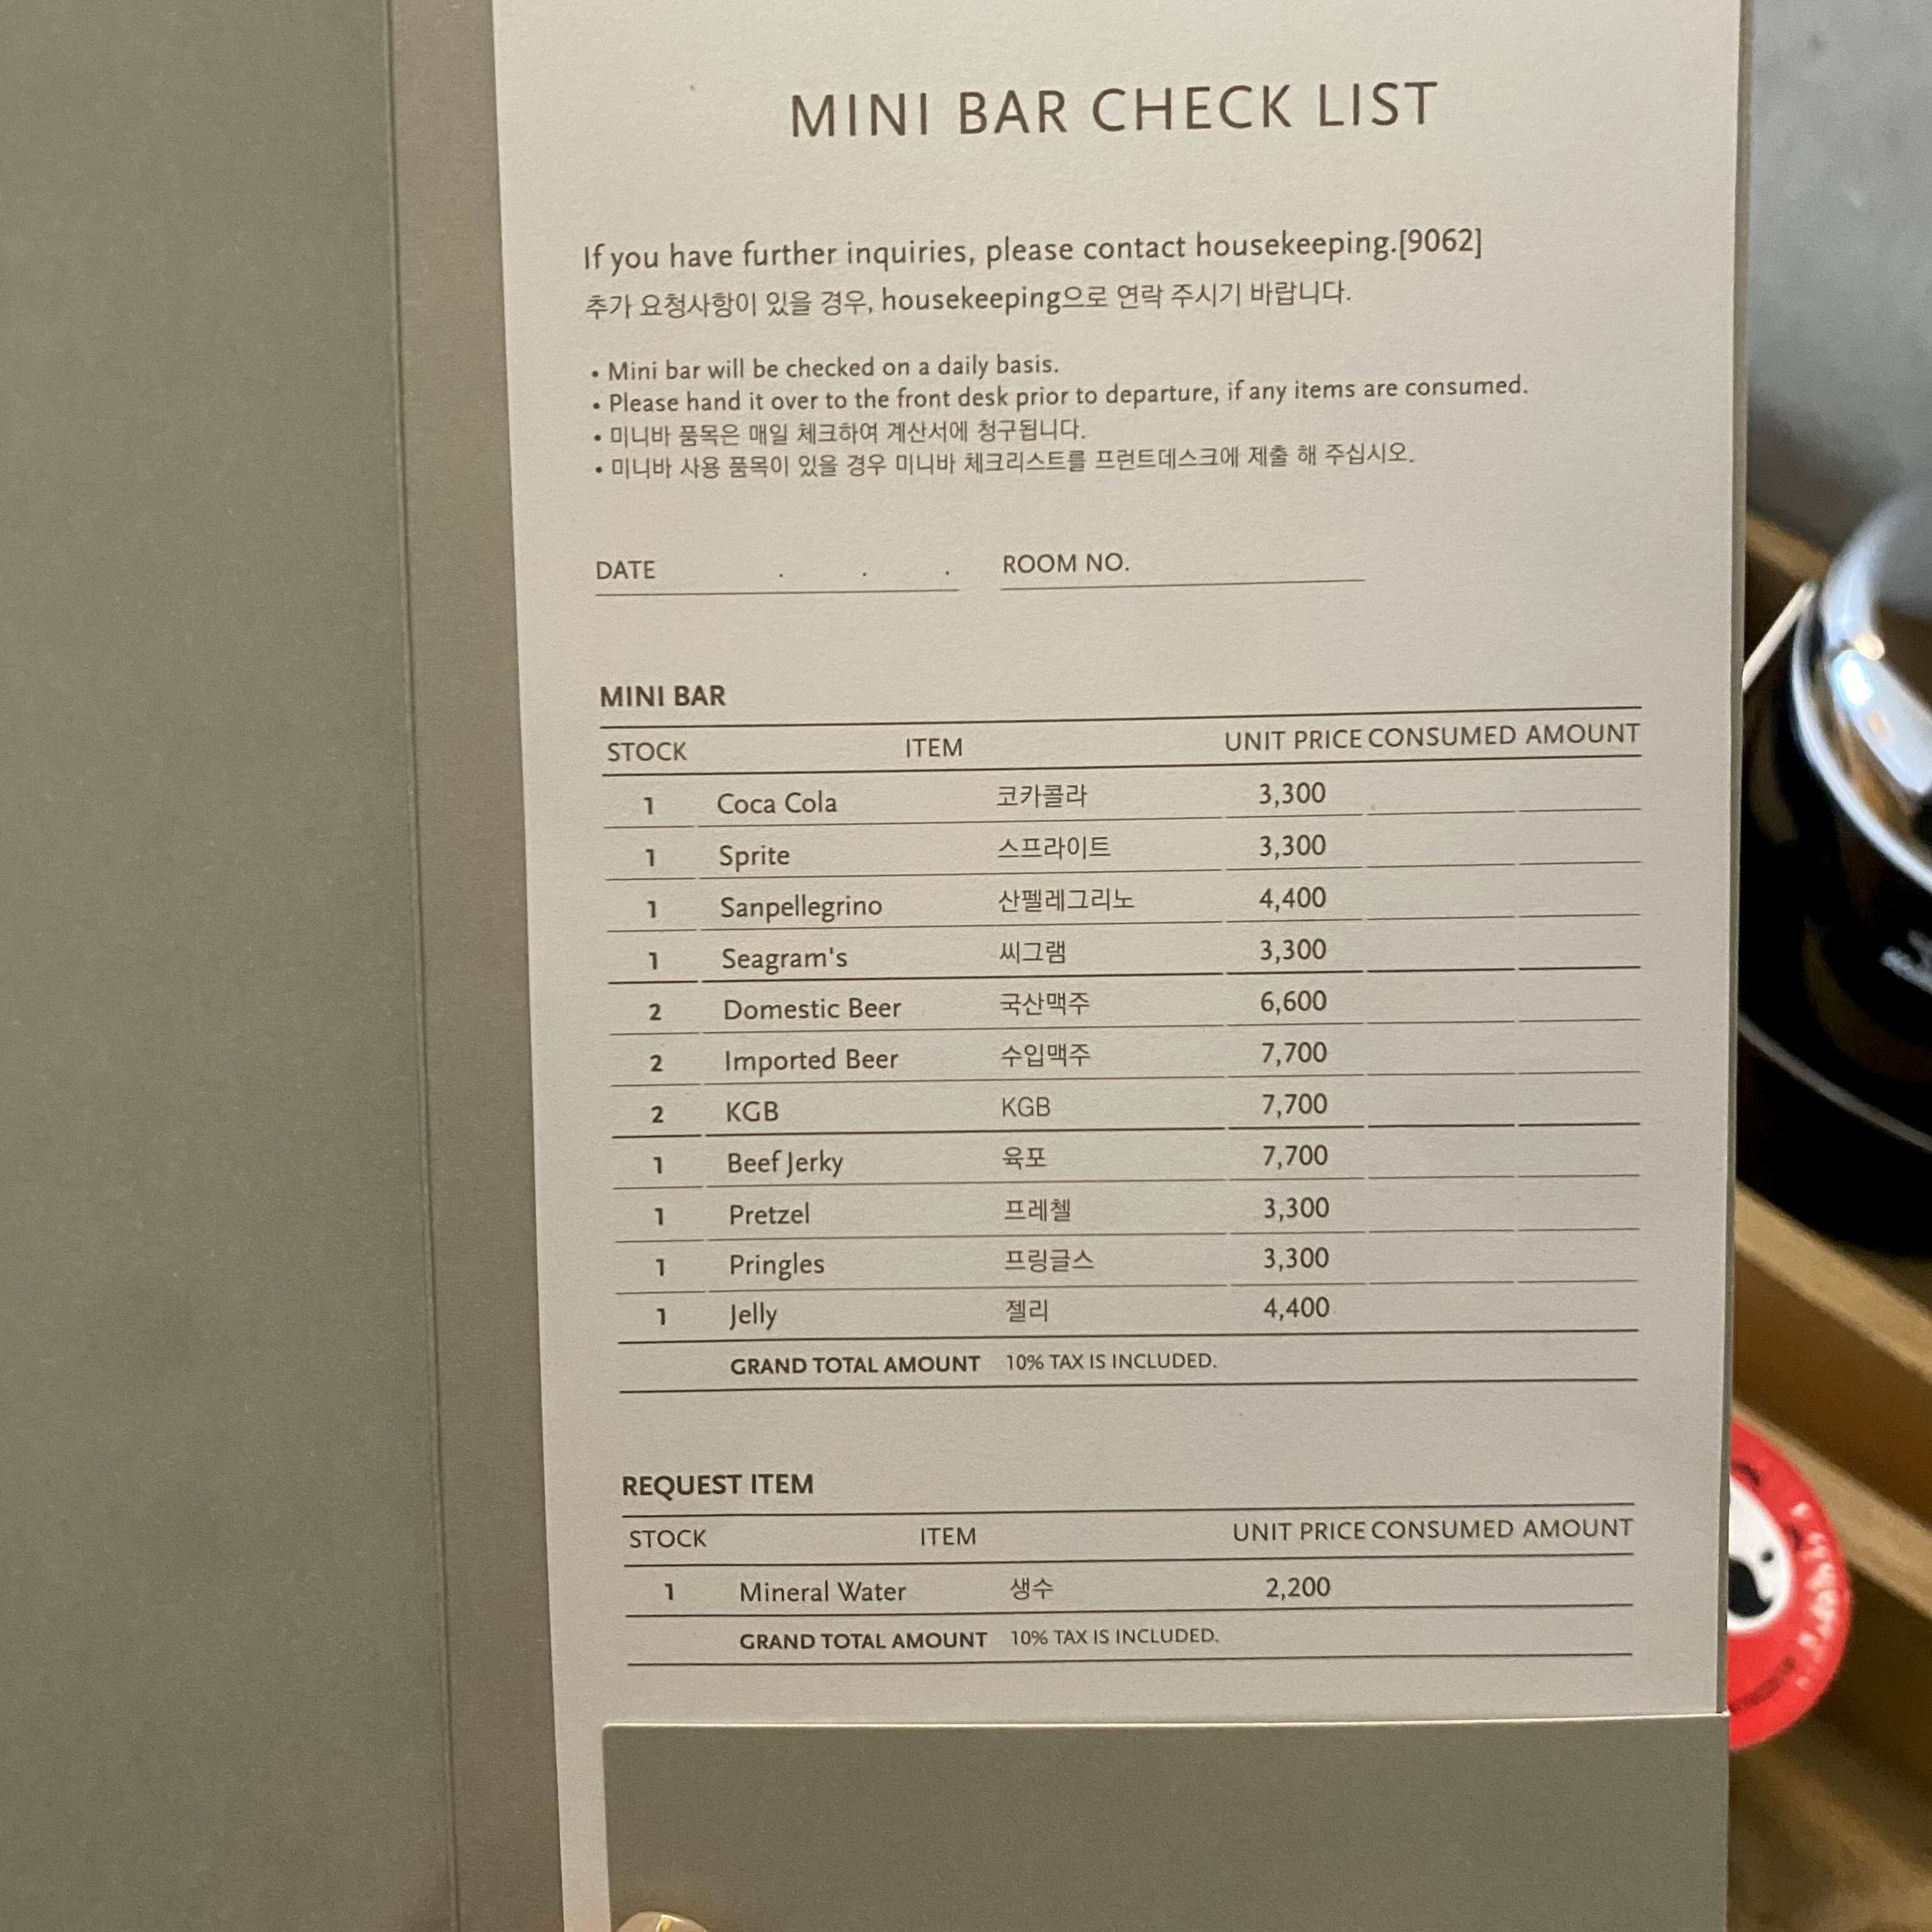 MINI BAR CHECK LIST
If you have further inquiries, please contact housekeeping.[9062]
추가 요청사항이 있을 경우, housekeeping으로 연락 주시기 바랍니다.
• Mini bar will be checked on a daily basis.
• Please hand it over to the front desk prior to departure, if any items are consumed.
• 미니바 품목은 매일 체크하여 계산서에 청구됩니다.
• 미니바 사용 품목이 있을 경우 미니바 체크리스트를 프런트데스크에 제출 해 주십시오.
DATE . . . ROOM NO.
MINI BAR
STOCK ITEM UNIT PRICE CONSUMED AMOUNT
1 Coca Cola 코카콜라 3,300
1 Sprite 스프라이트 3,300
1 Sanpellegrino 산펠레그리노 4,400
1 Seagram's 씨그램 3,300
2 Domestic Beer 국산맥주 6,600
2 Imported Beer 수입맥주 7,700
2 KGB KGB 7,700
1 Beef Jerky 육포 7,700
1 Pretzel 프레첼 3,300
1 Pringles 프링글스 3,300
1 Jelly 젤리 4,400
GRAND TOTAL AMOUNT 10% TAX IS INCLUDED.
REQUEST ITEM
STOCK ITEM UNIT PRICE CONSUMED AMOUNT
1 Mineral Water 생수 2,200
GRAND TOTAL AMOUNT 10% TAX IS INCLUDED.